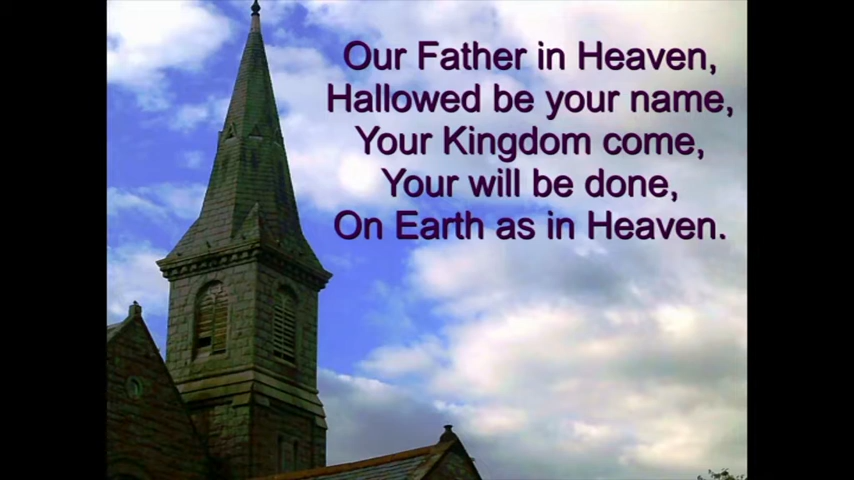 Our Father in Heaven,
Hallowed be your name,
Your Kingdom come,
Your will be done,
On Earth as in Heaven.